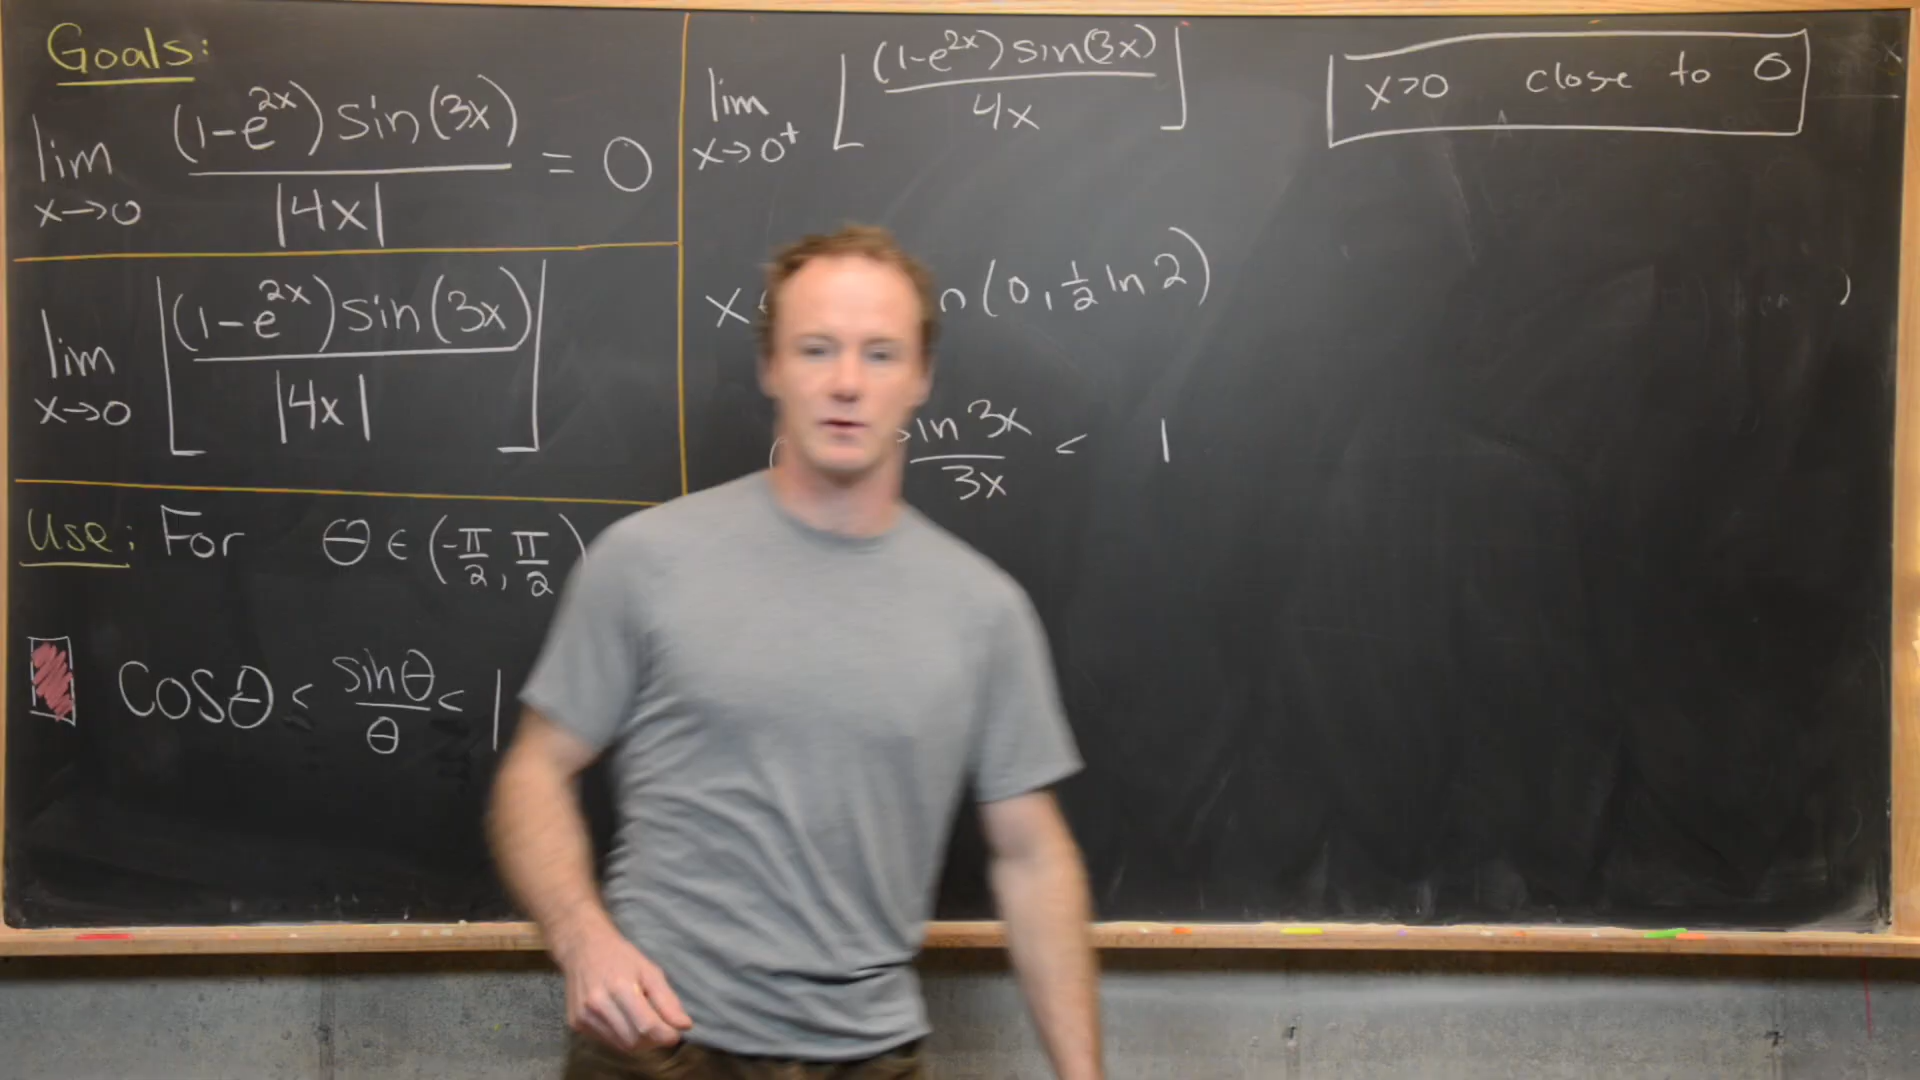 Goals:
lim x→0 (1-e^{2x}) sin(3x) / |4x| = 0
lim x→0 ⌊(1-e^{2x}) sin(3x) / |4x|⌋
Use: For θ ∈ (-π/2, π/2)
cosθ < sinθ/θ < 1
lim x→0⁺ ⌊(1-e^{2x}) sin(3x) / 4x⌋
x (0, 1/2 ln 2)
sin 3x / 3x < 1
x>0 close to 0